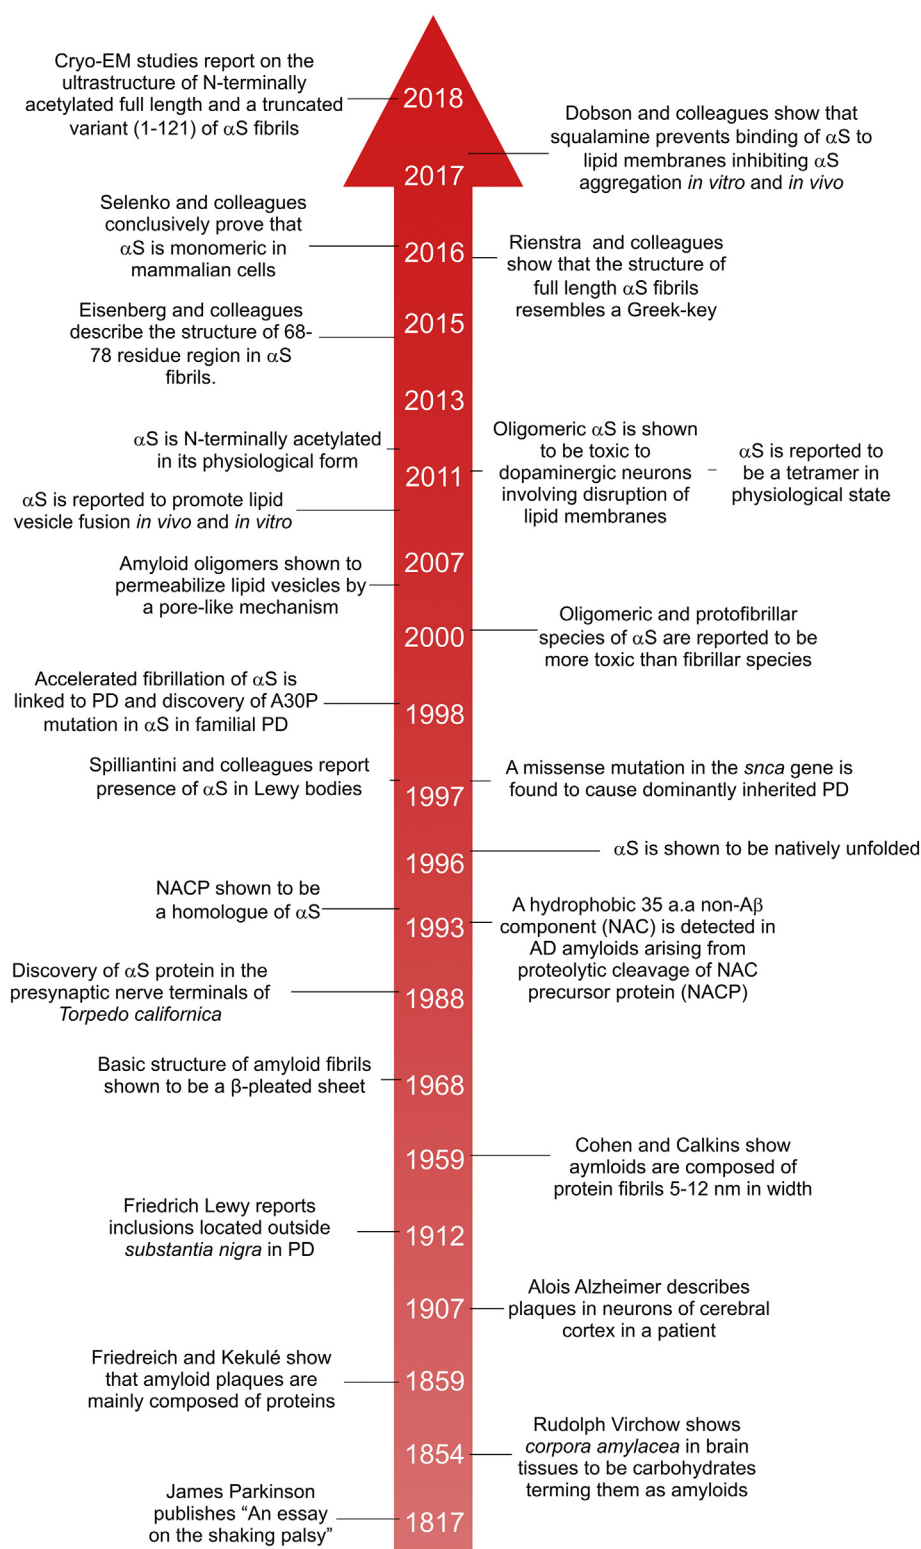 Cryo-EM studies report on the
ultrastructure of N-terminally
acetylated full length and a truncated
variant (1-121) of αS fibrils
2018
Dobson and colleagues show that
squalamine prevents binding of αS to
lipid membranes inhibiting αS
aggregation in vitro and in vivo
2017
Selenko and colleagues
conclusively prove that
αS is monomeric in
mammalian cells
2016
Rienstra and colleagues
show that the structure of
full length αS fibrils
resembles a Greek-key
Eisenberg and colleagues
describe the structure of 68-
78 residue region in αS
fibrils.
2015
2013
αS is N-terminally acetylated
in its physiological form
2011
Oligomeric αS is shown
to be toxic to
dopaminergic neurons
involving disruption of
lipid membranes
αS is reported to
be a tetramer in
physiological state
αS is reported to promote lipid
vesicle fusion in vivo and in vitro
2007
Amyloid oligomers shown to
permeabilize lipid vesicles by
a pore-like mechanism
2000
Oligomeric and protofibrillar
species of αS are reported to be
more toxic than fibrillar species
Accelerated fibrillation of αS is
linked to PD and discovery of A30P
mutation in αS in familial PD
1998
Spilliantini and colleagues report
presence of αS in Lewy bodies
1997
A missense mutation in the snca gene is
found to cause dominantly inherited PD
1996
αS is shown to be natively unfolded
NACP shown to be
a homologue of αS
1993
A hydrophobic 35 a.a non-Aβ
component (NAC) is detected in
AD amyloids arising from
proteolytic cleavage of NAC
precursor protein (NACP)
Discovery of αS protein in the
presynaptic nerve terminals of
Torpedo californica
1988
Basic structure of amyloid fibrils
shown to be a β-pleated sheet
1968
1959
Cohen and Calkins show
aymloids are composed of
protein fibrils 5-12 nm in width
Friedrich Lewy reports
inclusions located outside
substantia nigra in PD
1912
1907
Alois Alzheimer describes
plaques in neurons of cerebral
cortex in a patient
Friedreich and Kekulé show
that amyloid plaques are
mainly composed of proteins
1859
1854
Rudolph Virchow shows
corpora amylacea in brain
tissues to be carbohydrates
terming them as amyloids
James Parkinson
publishes “An essay
on the shaking palsy”
1817